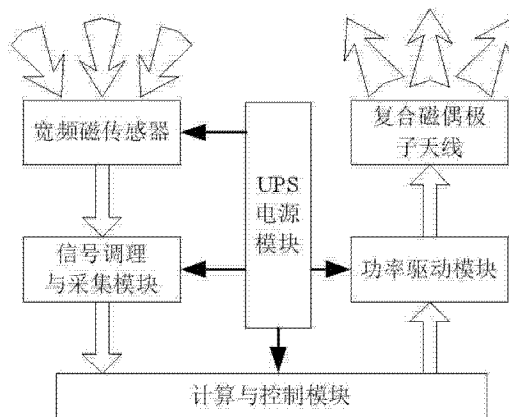 宽频磁传感器
复合磁偶极
子天线
UPS
电源
模块
信号调理
与采集模块
功率驱动模块
计算与控制模块